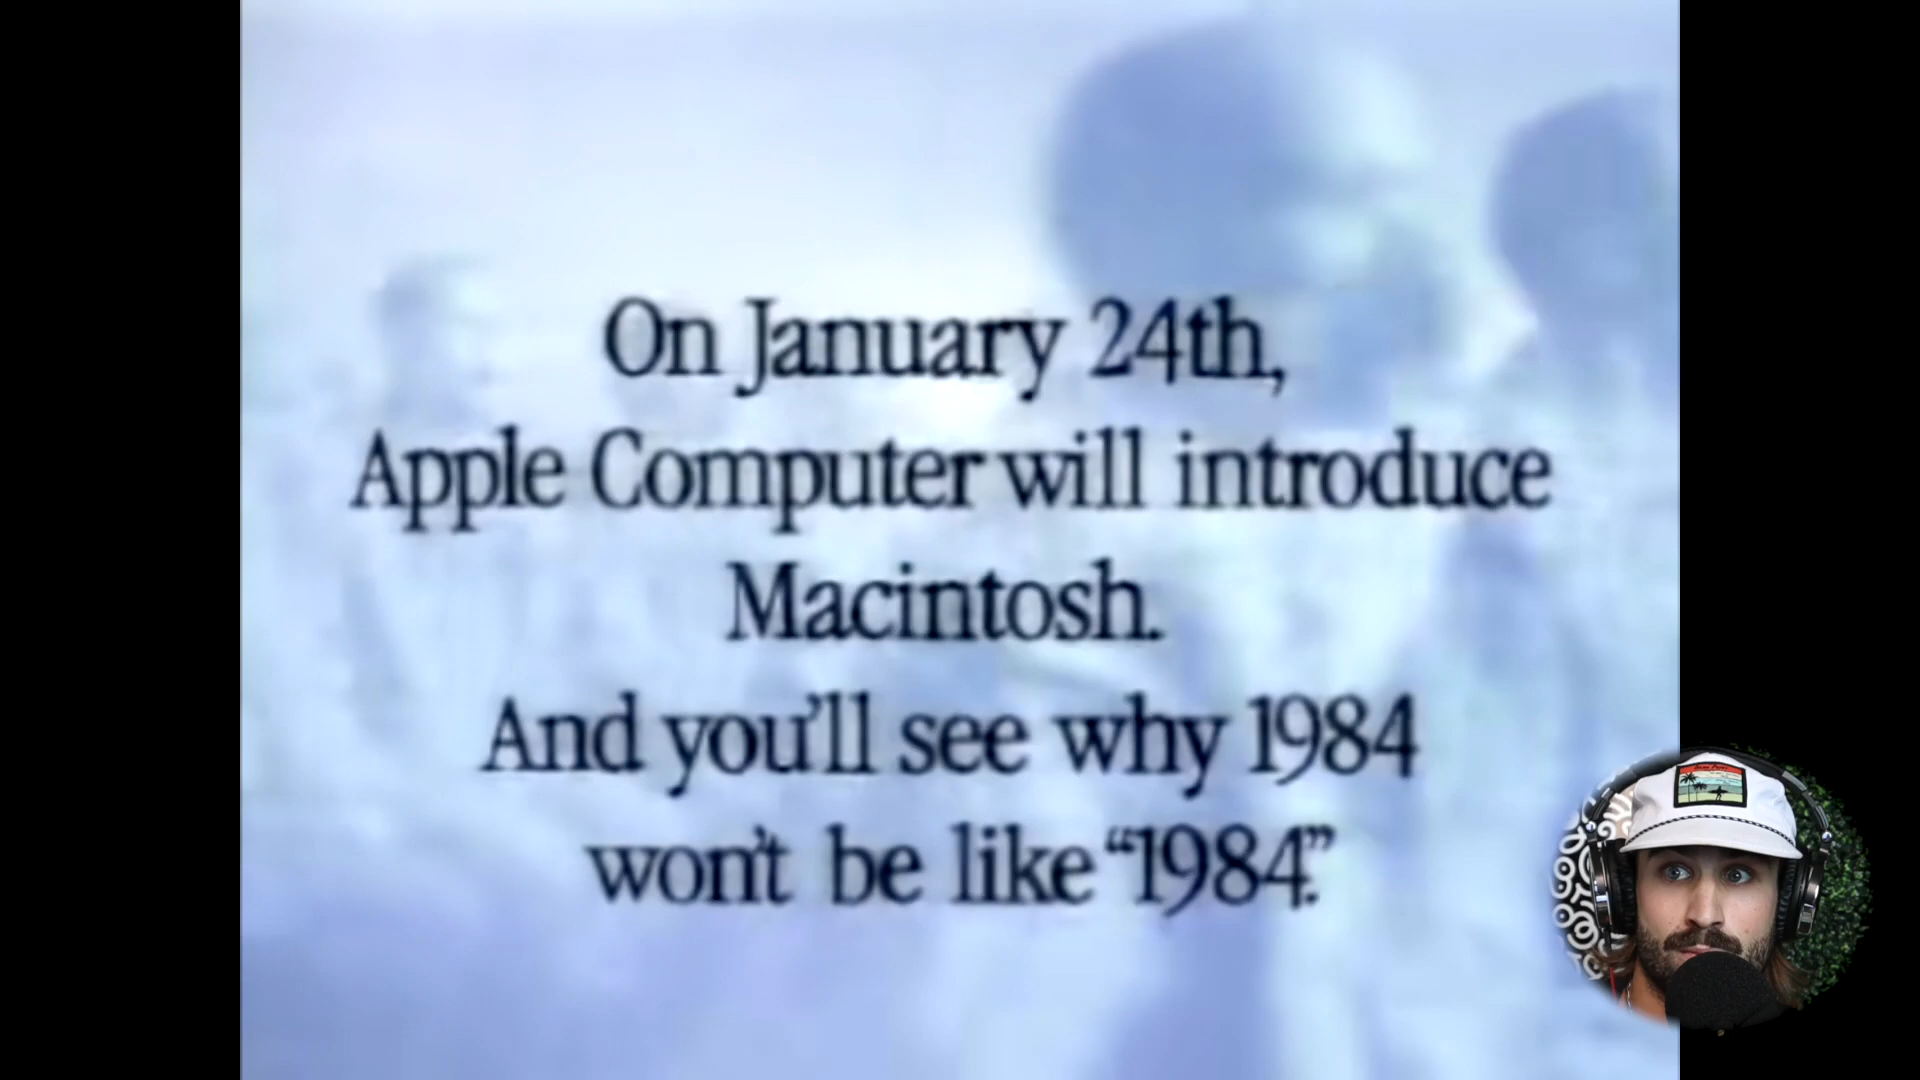 On January 24th,
Apple Computer will introduce
Macintosh.
And you'll see why 1984
won't be like “1984.”